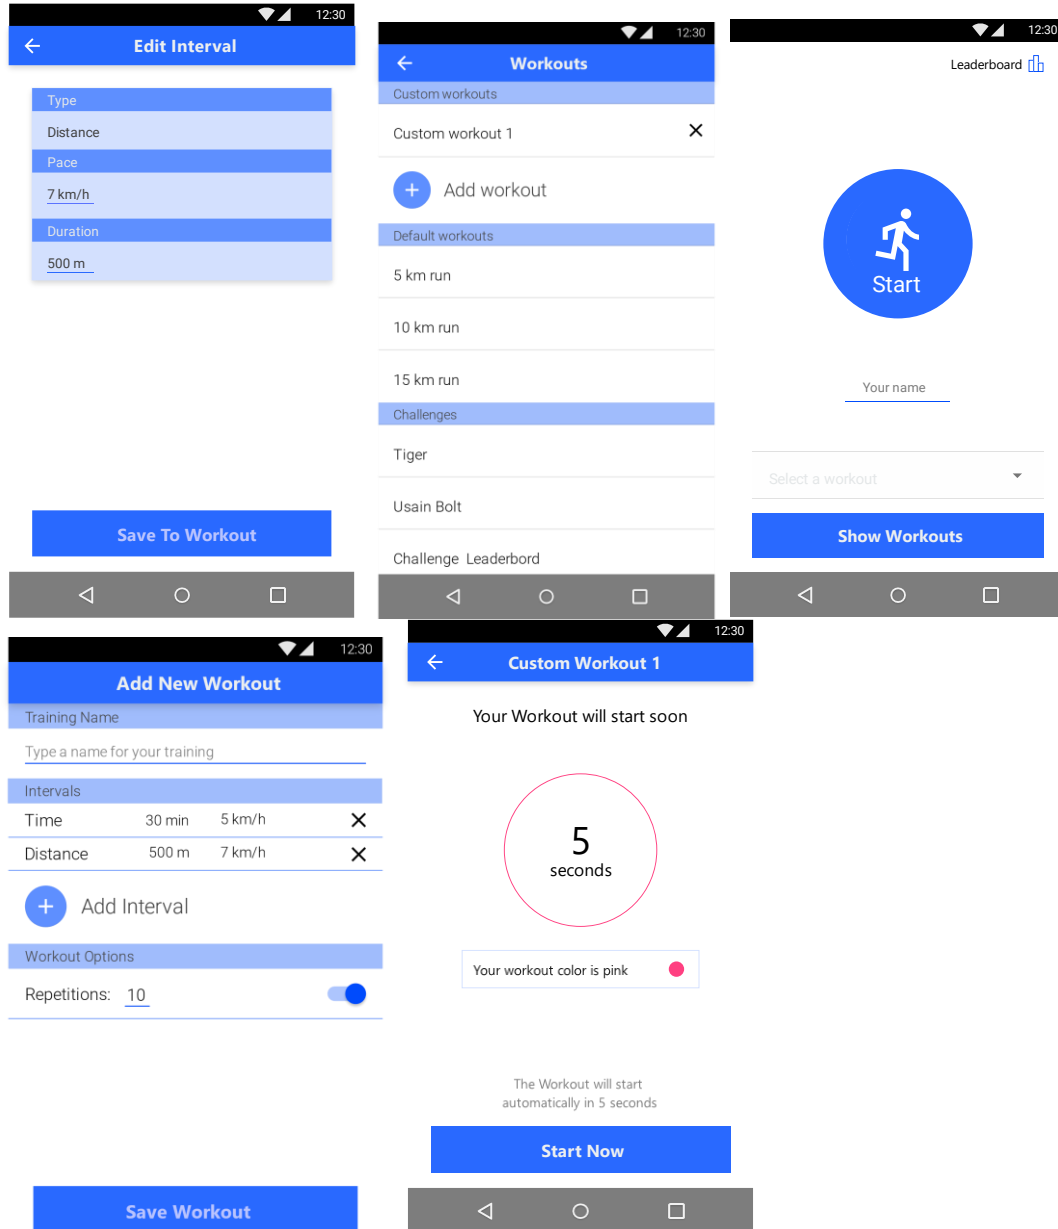 12:30
Edit Interval
Type
Distance
Pace
7 km/h
Duration
500 m
Save To Workout
12:30
Workouts
Custom workouts
Custom workout 1
Add workout
Default workouts
5 km run
10 km run
15 km run
Challenges
Tiger
Usain Bolt
Challenge Leaderbord
12:30
Leaderboard
Start
Your name
Select a workout
Show Workouts
12:30
Add New Workout
Training Name
Type a name for your training
Intervals
Time 30 min 5 km/h
Distance 500 m 7 km/h
Add Interval
Workout Options
Repetitions: 10
Save Workout
12:30
Custom Workout 1
Your Workout will start soon
5
seconds
Your workout color is pink
The Workout will start
automatically in 5 seconds
Start Now